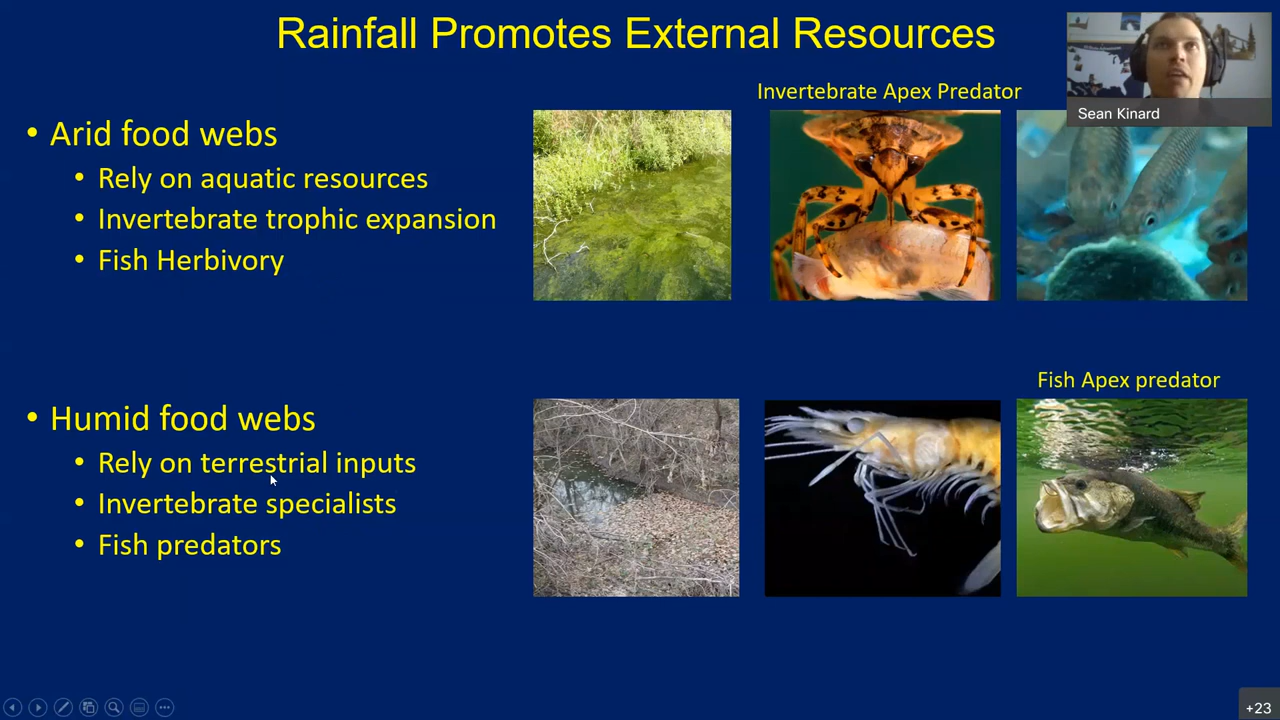 Rainfall Promotes External Resources
Sean Kinard
Invertebrate Apex Predator
• Arid food webs
• Rely on aquatic resources
• Invertebrate trophic expansion
• Fish Herbivory
Fish Apex predator
• Humid food webs
• Rely on terrestrial inputs
• Invertebrate specialists
• Fish predators
+23